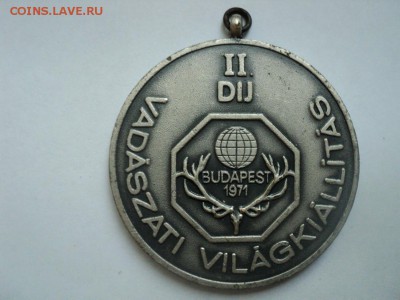 COINS.LAVE.RU
II.
DIJ
VADÁSZATI VILÁGKIÁLLÍTÁS
BUDAPEST
1971